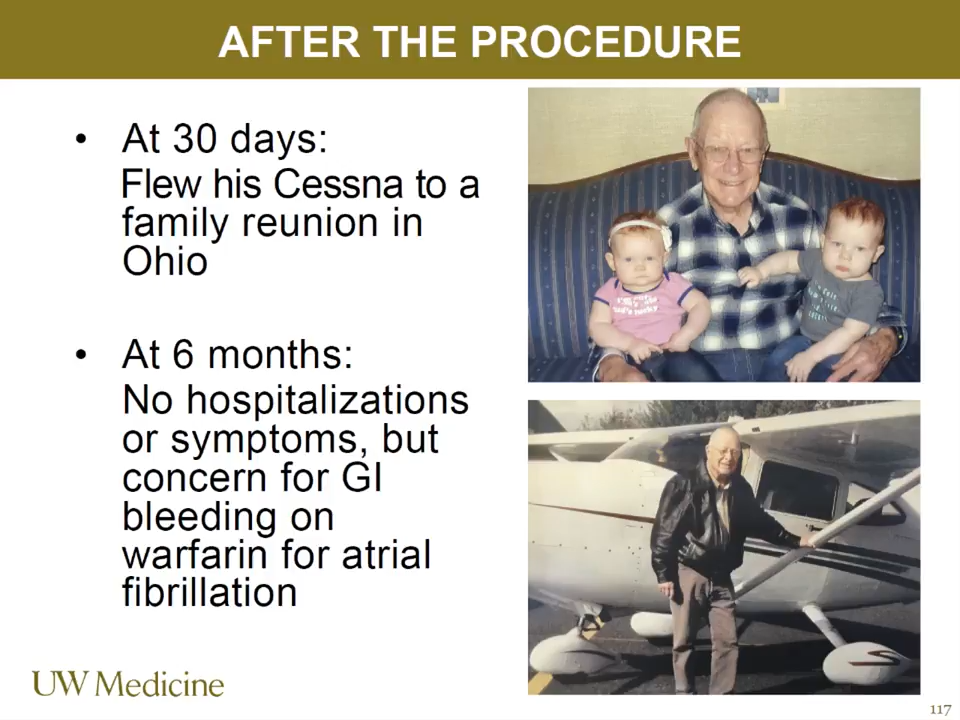 AFTER THE PROCEDURE
• At 30 days:
Flew his Cessna to a
family reunion in
Ohio
• At 6 months:
No hospitalizations
or symptoms, but
concern for GI
bleeding on
warfarin for atrial
fibrillation
UW Medicine
117